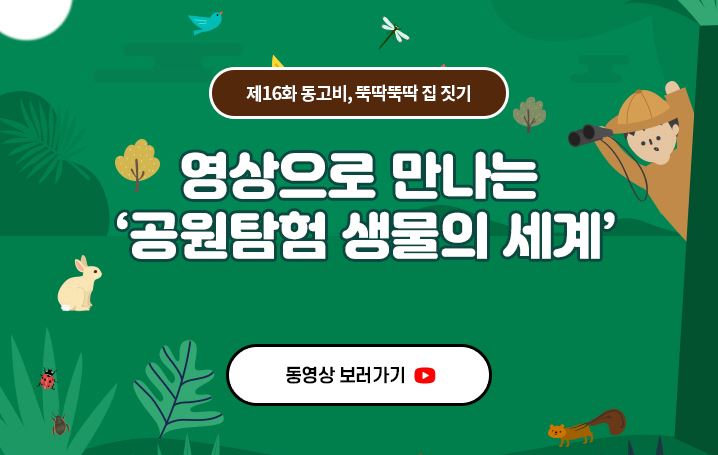 제16화 동고비, 뚝딱뚝딱 집 짓기
영상으로 만나는
‘공원탐험 생물의 세계’
동영상 보러가기